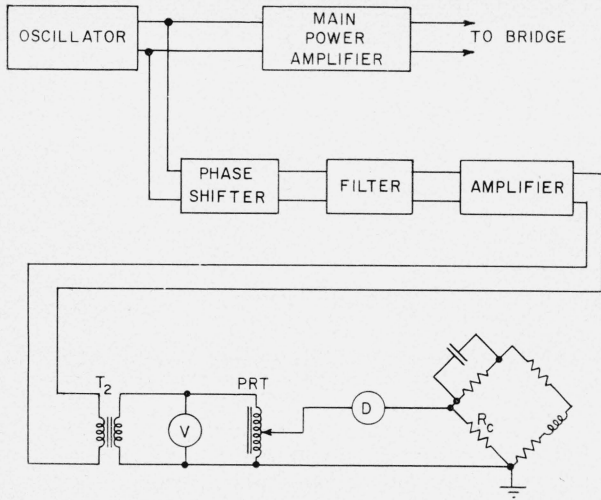 OSCILLATOR
MAIN
POWER
AMPLIFIER
TO BRIDGE
PHASE
SHIFTER
FILTER
AMPLIFIER
T2
PRT
V
D
Rc